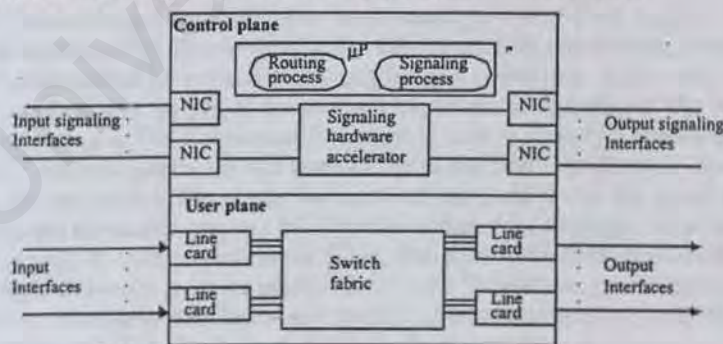 Control plane
μP
Routing
process
Signaling
process
NIC
NIC
Input signaling
Interfaces
Signaling
hardware
accelerator
Output signaling
Interfaces
NIC
NIC
User plane
Line
card
Line
card
Input
Interfaces
Switch
fabric
Output
Interfaces
Line
card
Line
card